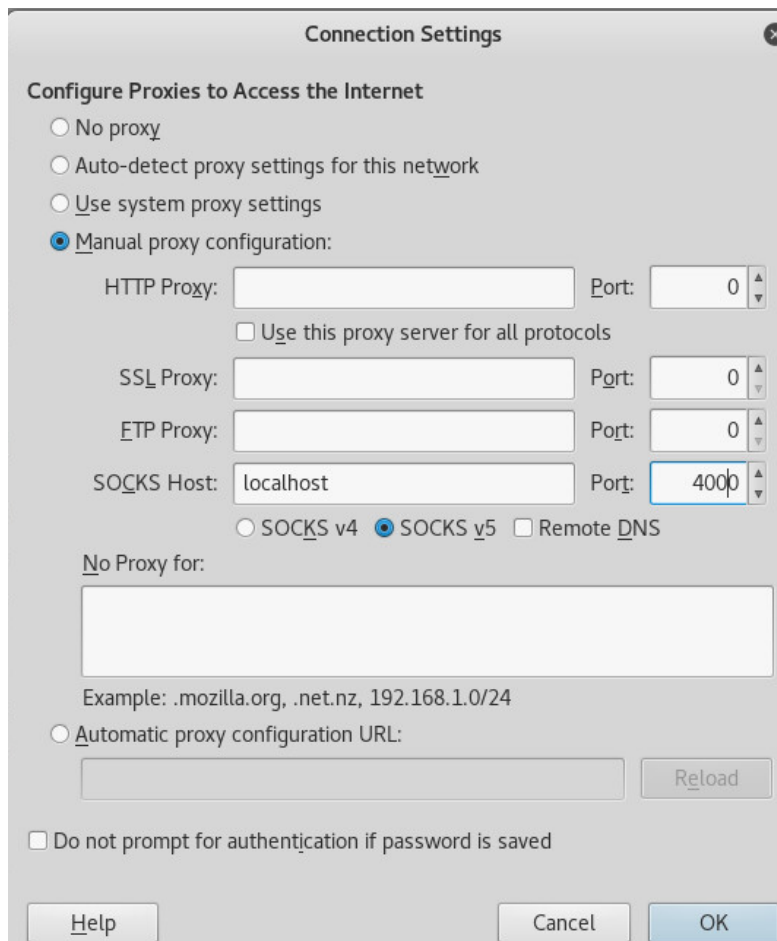 Connection Settings
Configure Proxies to Access the Internet
No proxy
Auto-detect proxy settings for this network
Use system proxy settings
Manual proxy configuration:
HTTP Proxy: Port: 0
Use this proxy server for all protocols
SSL Proxy: Port: 0
FTP Proxy: Port: 0
SOCKS Host: localhost Port: 4000
SOCKS v4 SOCKS v5 Remote DNS
No Proxy for:
Example: .mozilla.org, .net.nz, 192.168.1.0/24
Automatic proxy configuration URL:
Reload
Do not prompt for authentication if password is saved
Help Cancel OK